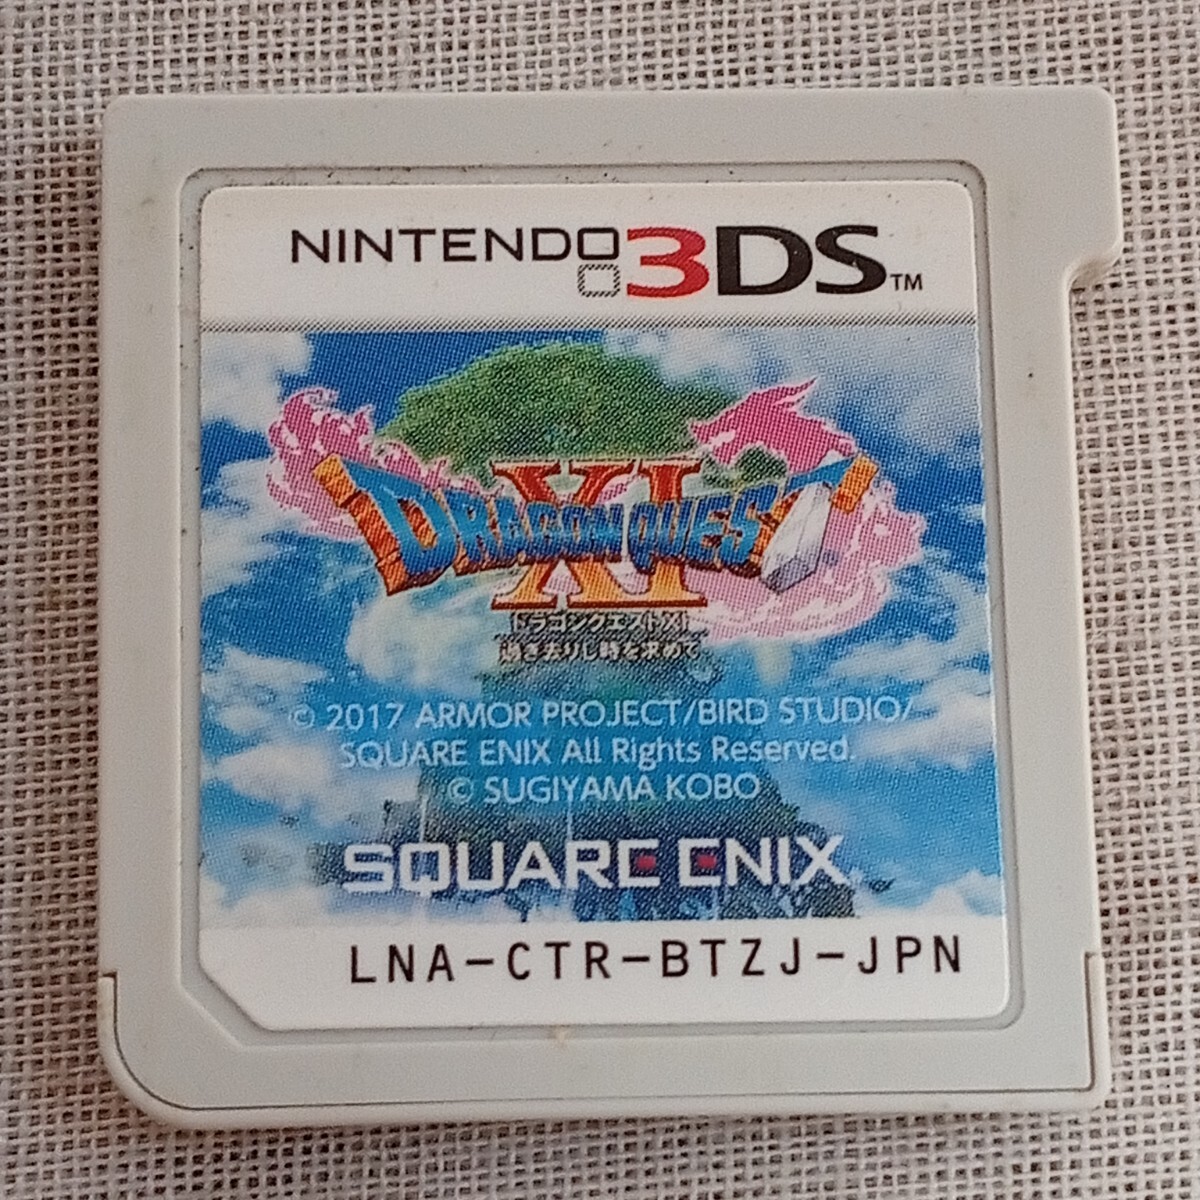 NINTENDO 3DS™
DRAGON QUEST
XI
ドラゴンクエストXI
過ぎ去りし時を求めて
© 2017 ARMOR PROJECT/BIRD STUDIO/
SQUARE ENIX All Rights Reserved.
© SUGIYAMA KOBO
SQUARE ENIX
LNA-CTR-BTZJ-JPN